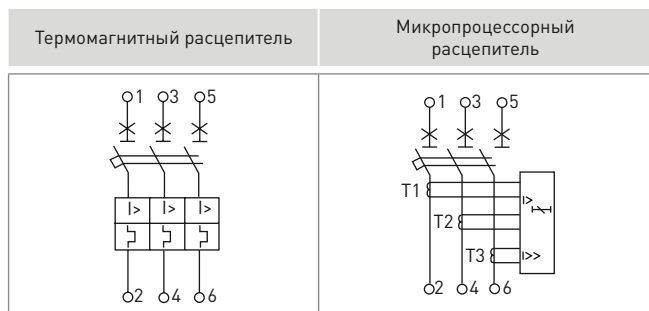 Термомагнитный расцепитель
Микропроцессорный
расцепитель
1 3 5
I> I> I>
2 4 6
1 3 5
T1
I>
T2
T3
I>>
2 4 6